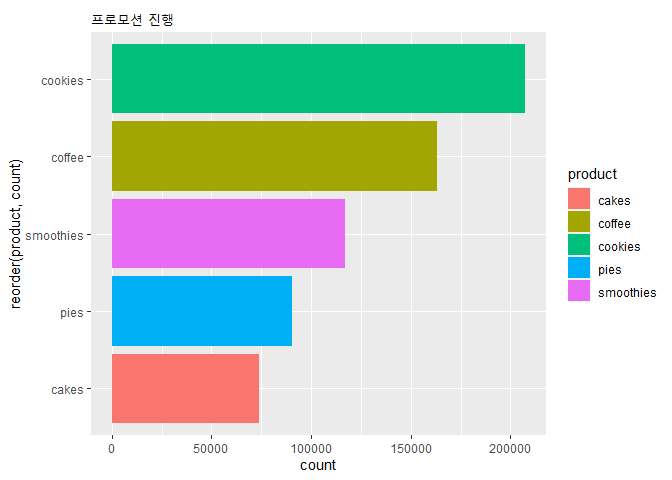 프로모션 진행
reorder(product, count)
cookies
coffee
smoothies
pies
cakes
0
50000
100000
150000
200000
count
product
cakes
coffee
cookies
pies
smoothies